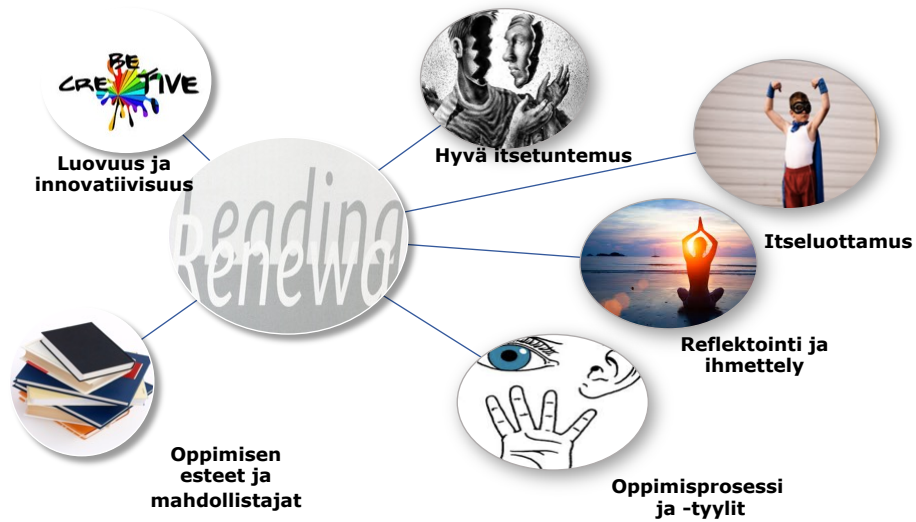 BE
CREATIVE
Luovuus ja
innovatiivisuus
Hyvä itsetuntemus
Leading
Renewal
Itseluottamus
Reflektointi ja
ihmettely
Oppimisen
esteet ja
mahdollistajat
Oppimisprosessi
ja -tyylit